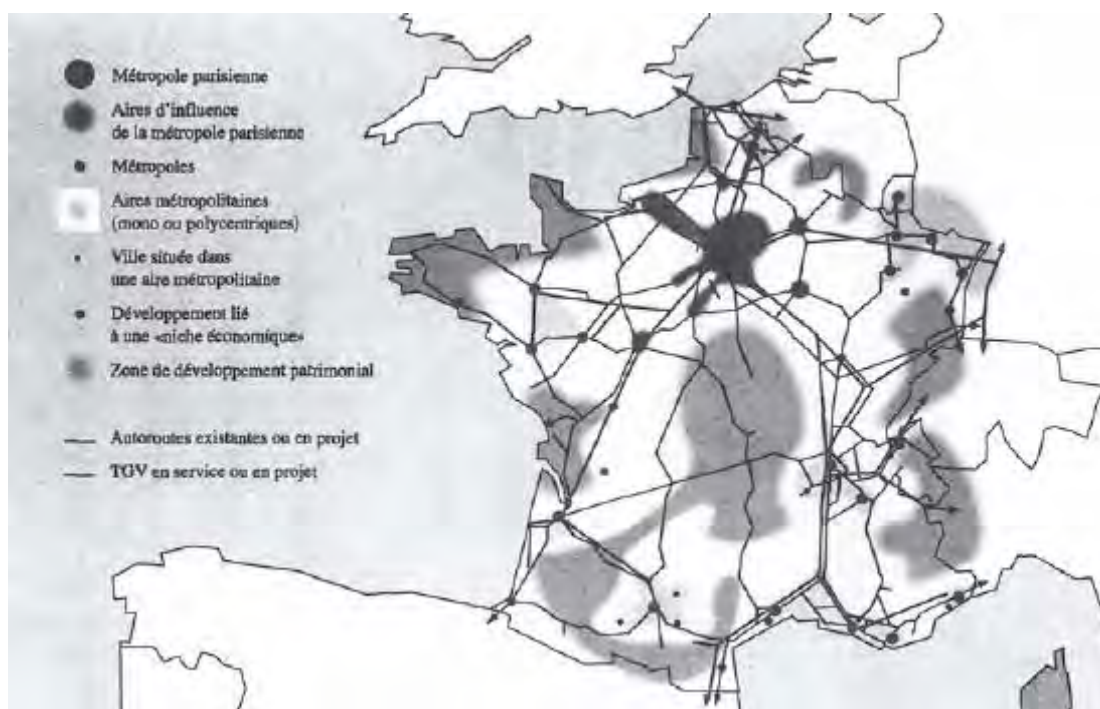 Métropole parisienne
Aires d'influence
de la métropole parisienne
Métropoles
Aires métropolitaines
(mono ou polycentriques)
Ville située dans
une aire métropolitaine
Développement lié
à une «niche économique»
Zone de développement patrimonial
Autoroutes existantes ou en projet
TGV en service ou en projet